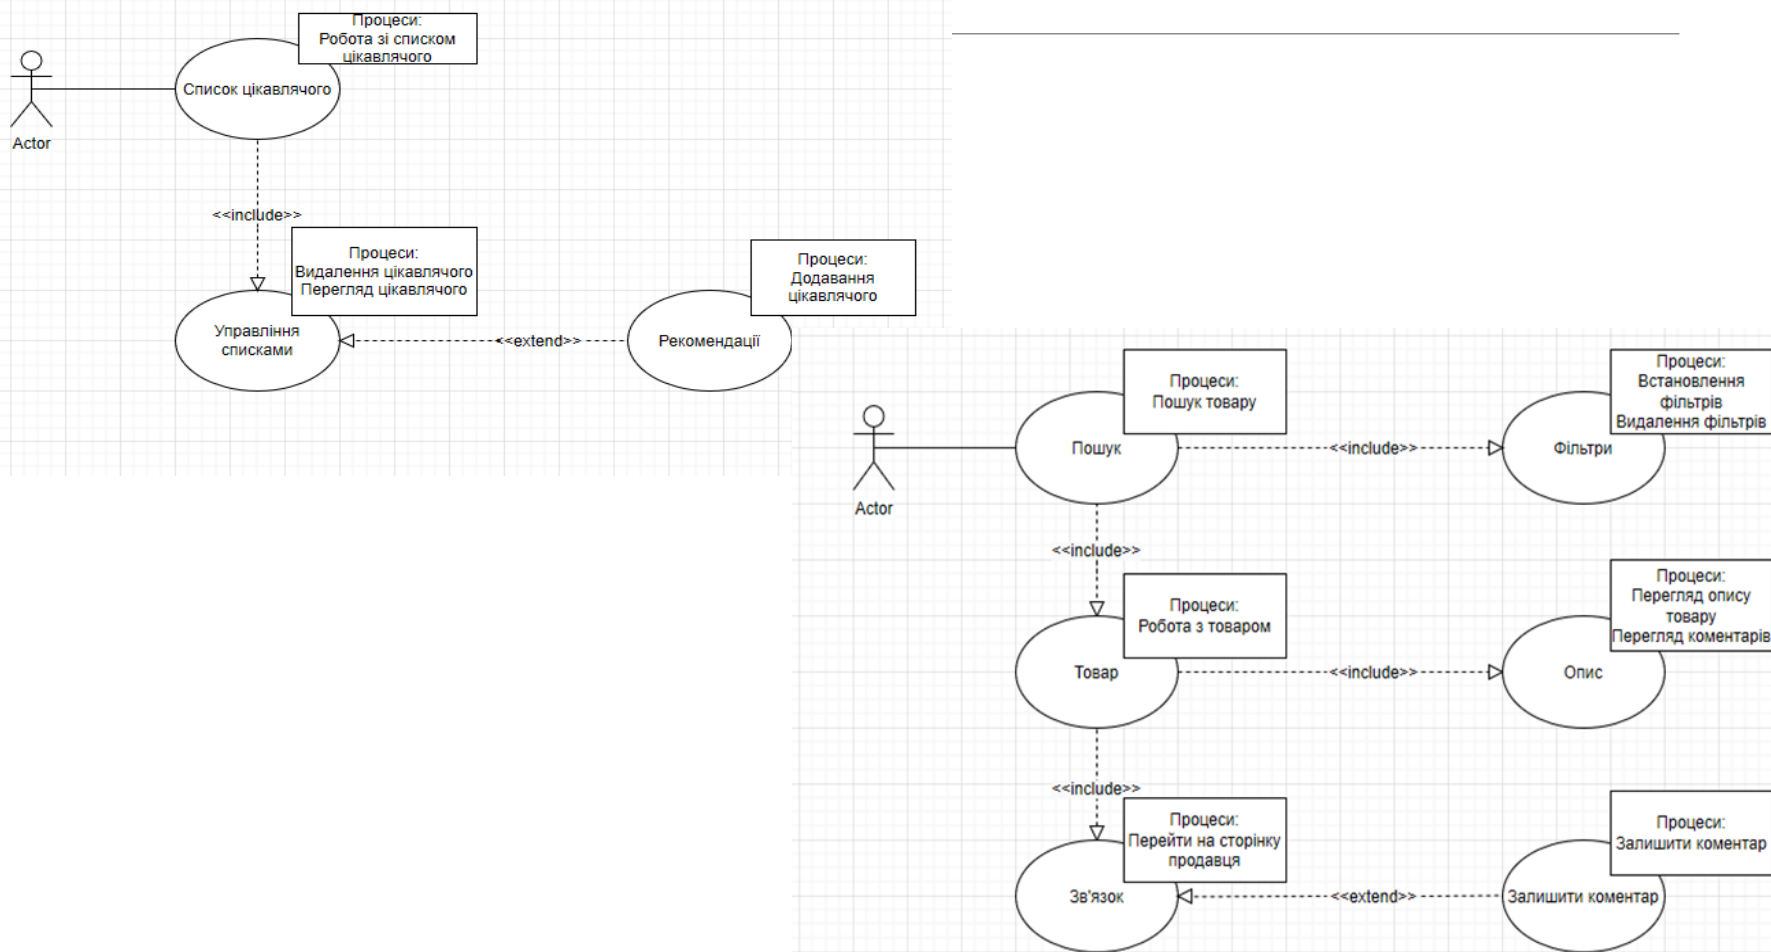 Процеси:
Робота зі списком
цікавлячого
Список цікавлячого
Actor
<<include>>
Процеси:
Видалення цікавлячого
Перегляд цікавлячого
Управління
списками
<<extend>>
Процеси:
Додавання
цікавлячого
Рекомендації
Процеси:
Пошук товару
Пошук
Actor
<<include>>
Процеси:
Встановлення
фільтрів
Видалення фільтрів
Фільтри
<<include>>
Процеси:
Робота з товаром
Товар
<<include>>
Процеси:
Перегляд опису
товару
Перегляд коментарів
Опис
<<include>>
Процеси:
Перейти на сторінку
продавця
Зв'язок
<<extend>>
Процеси:
Залишити коментар
Залишити коментар